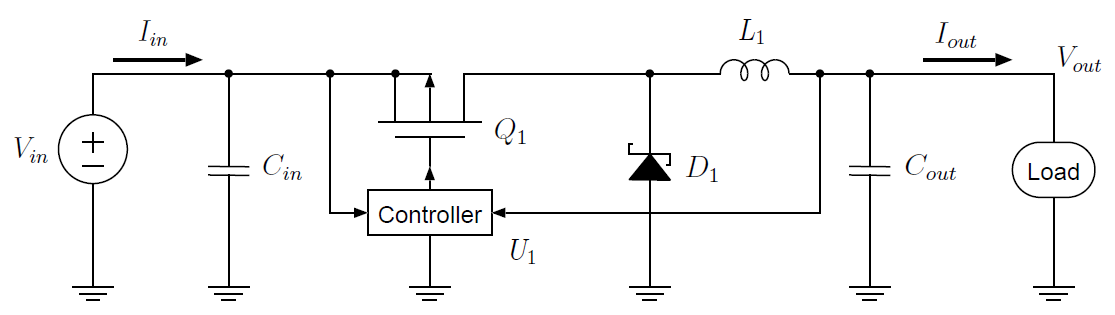 I_in
L_1
I_out
V_out
V_in
+
−
C_in
Q_1
D_1
C_out
Load
Controller
U_1